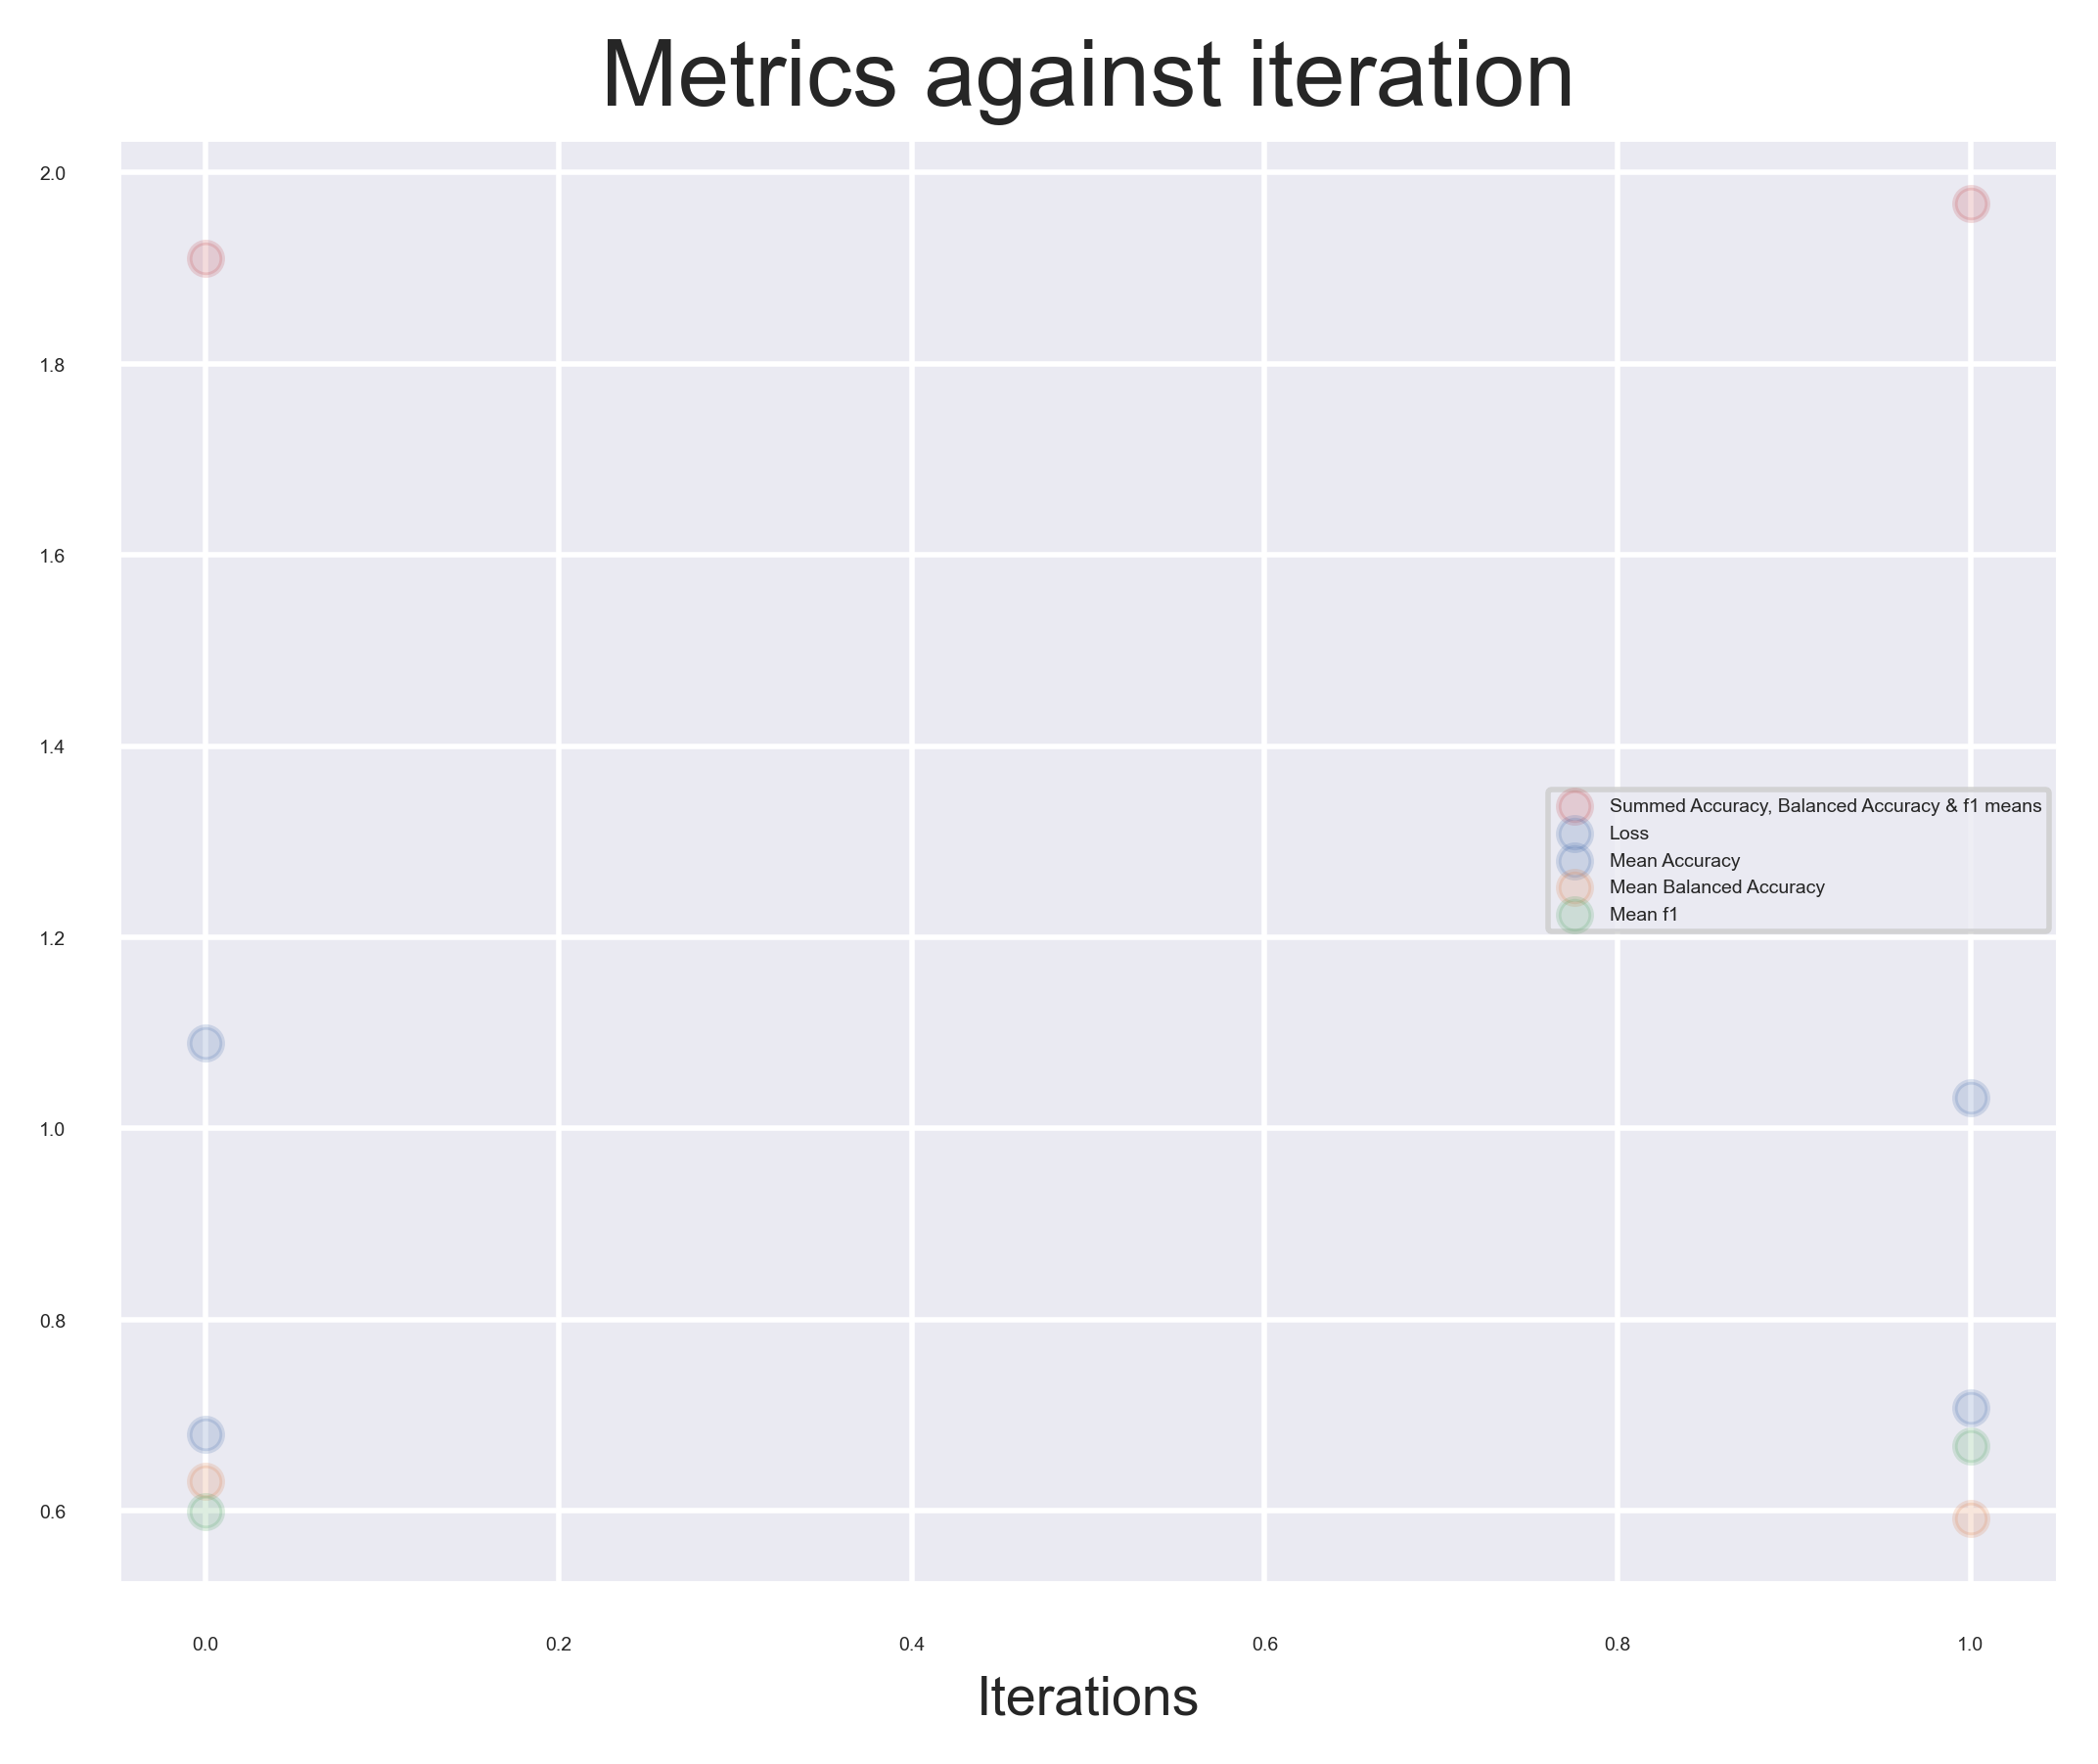 Metrics against iteration
2.0
1.8
1.6
1.4
1.2
1.0
0.8
0.6
Summed Accuracy, Balanced Accuracy & f1 means
Loss
Mean Accuracy
Mean Balanced Accuracy
Mean f1
0.0 0.2 0.4 0.6 0.8 1.0
Iterations